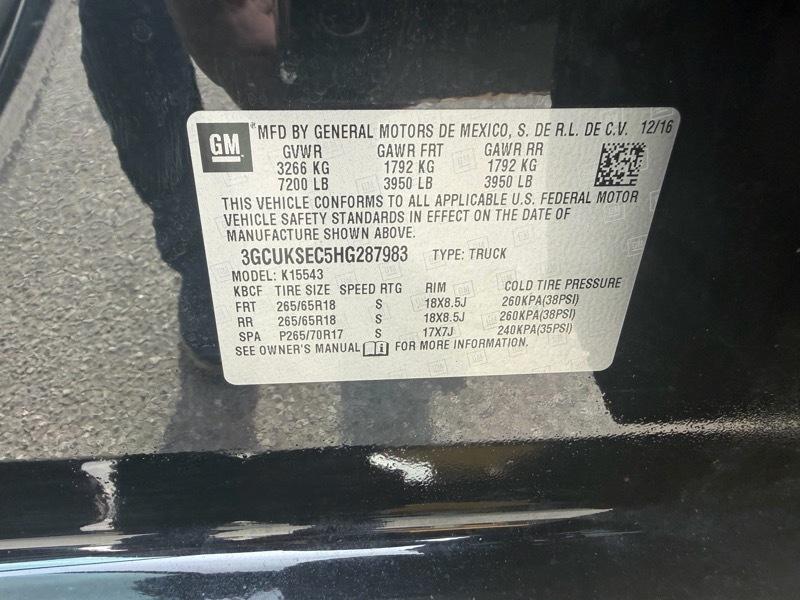 GM MFD BY GENERAL MOTORS DE MEXICO, S. DE R.L. DE C.V. 12/16
GVWR GAWR FRT GAWR RR
3266 KG 1792 KG 1792 KG
7200 LB 3950 LB 3950 LB
THIS VEHICLE CONFORMS TO ALL APPLICABLE U.S. FEDERAL MOTOR
VEHICLE SAFETY STANDARDS IN EFFECT ON THE DATE OF
MANUFACTURE SHOWN ABOVE.
3GCUKSEC5HG287983 TYPE: TRUCK
MODEL: K15543
KBCF TIRE SIZE SPEED RTG RIM COLD TIRE PRESSURE
FRT 265/65R18 S 18X8.5J 260KPA(38PSI)
RR 265/65R18 S 18X8.5J 260KPA(38PSI)
SPA P265/70R17 S 17X7J 240KPA(35PSI)
SEE OWNER'S MANUAL i FOR MORE INFORMATION.